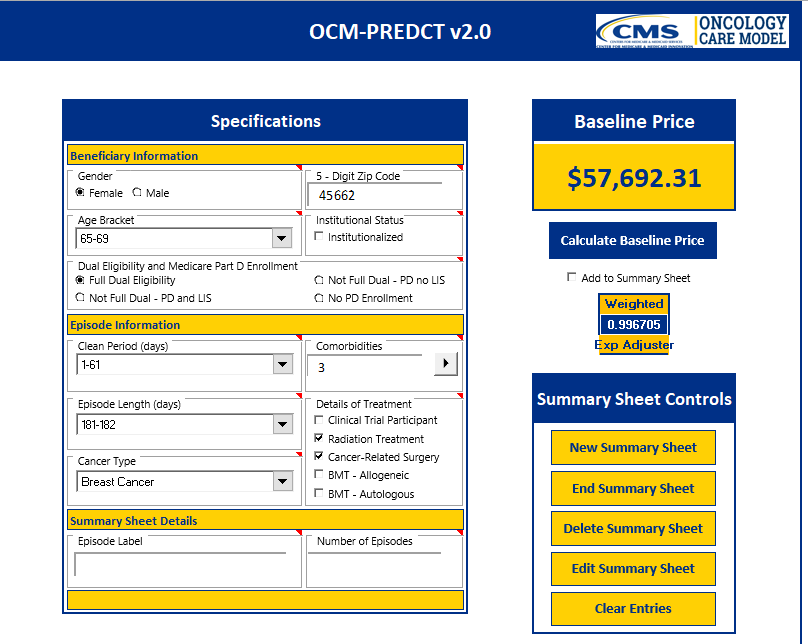 OCM-PREDCT v2.0
CMS
CENTERS FOR MEDICARE & MEDICAID SERVICES
CENTER FOR MEDICARE & MEDICAID INNOVATION
ONCOLOGY
CARE MODEL
Specifications
Beneficiary Information
Gender
Female Male
5 - Digit Zip Code
45662
Age Bracket
65-69
Institutional Status
Institutionalized
Dual Eligibility and Medicare Part D Enrollment
Full Dual Eligibility
Not Full Dual - PD no LIS
Not Full Dual - PD and LIS
No PD Enrollment
Episode Information
Clean Period (days)
1-61
Comorbidities
3
Episode Length (days)
181-182
Details of Treatment
Clinical Trial Participant
Radiation Treatment
Cancer-Related Surgery
BMT - Allogeneic
BMT - Autologous
Cancer Type
Breast Cancer
Summary Sheet Details
Episode Label
Number of Episodes
Baseline Price
$57,692.31
Calculate Baseline Price
Add to Summary Sheet
Weighted
0.996705
Exp Adjuster
Summary Sheet Controls
New Summary Sheet
End Summary Sheet
Delete Summary Sheet
Edit Summary Sheet
Clear Entries